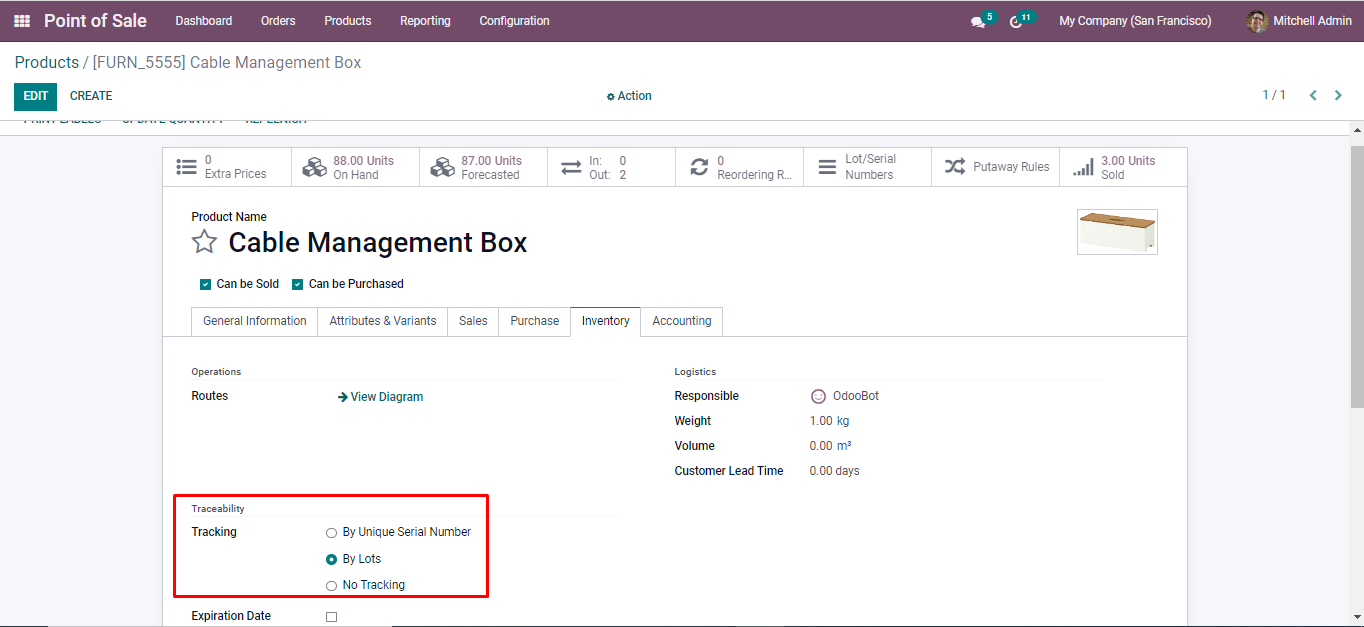 Point of Sale Dashboard Orders Products Reporting Configuration 5 11 My Company (San Francisco) Mitchell Admin
Products / [FURN_5555] Cable Management Box
EDIT CREATE Action 1 / 1
PRINT LABELS UPDATE QUANTITY REPLENISH
0 Extra Prices
88.00 Units On Hand
87.00 Units Forecasted
In: 0
Out: 2
0 Reordering R...
Lot/Serial Numbers
Putaway Rules
3.00 Units Sold
Product Name
Cable Management Box
Can be Sold Can be Purchased
General Information Attributes & Variants Sales Purchase Inventory Accounting
Operations
Routes View Diagram
Logistics
Responsible OdooBot
Weight 1.00 kg
Volume 0.00 m³
Customer Lead Time 0.00 days
Traceability
Tracking By Unique Serial Number
By Lots
No Tracking
Expiration Date